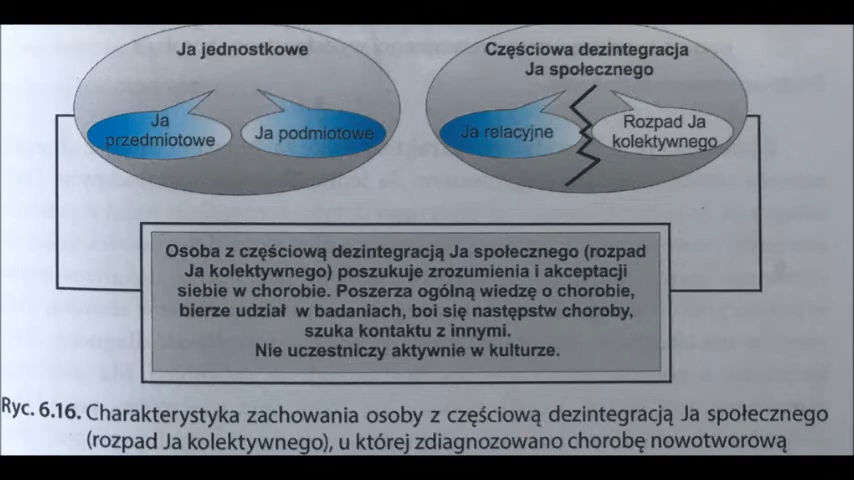 Ja jednostkowe
Ja
przedmiotowe
Ja podmiotowe
Częściowa dezintegracja
Ja społecznego
Ja relacyjne
Rozpad Ja
kolektywnego
Osoba z częściową dezintegracją Ja społecznego (rozpad
Ja kolektywnego) poszukuje zrozumienia i akceptacji
siebie w chorobie. Poszerza ogólną wiedzę o chorobie,
bierze udział w badaniach, boi się następstw choroby,
szuka kontaktu z innymi.
Nie uczestniczy aktywnie w kulturze.
Ryc. 6.16. Charakterystyka zachowania osoby z częściową dezintegracją Ja społecznego
(rozpad Ja kolektywnego), u której zdiagnozowano chorobę nowotworową